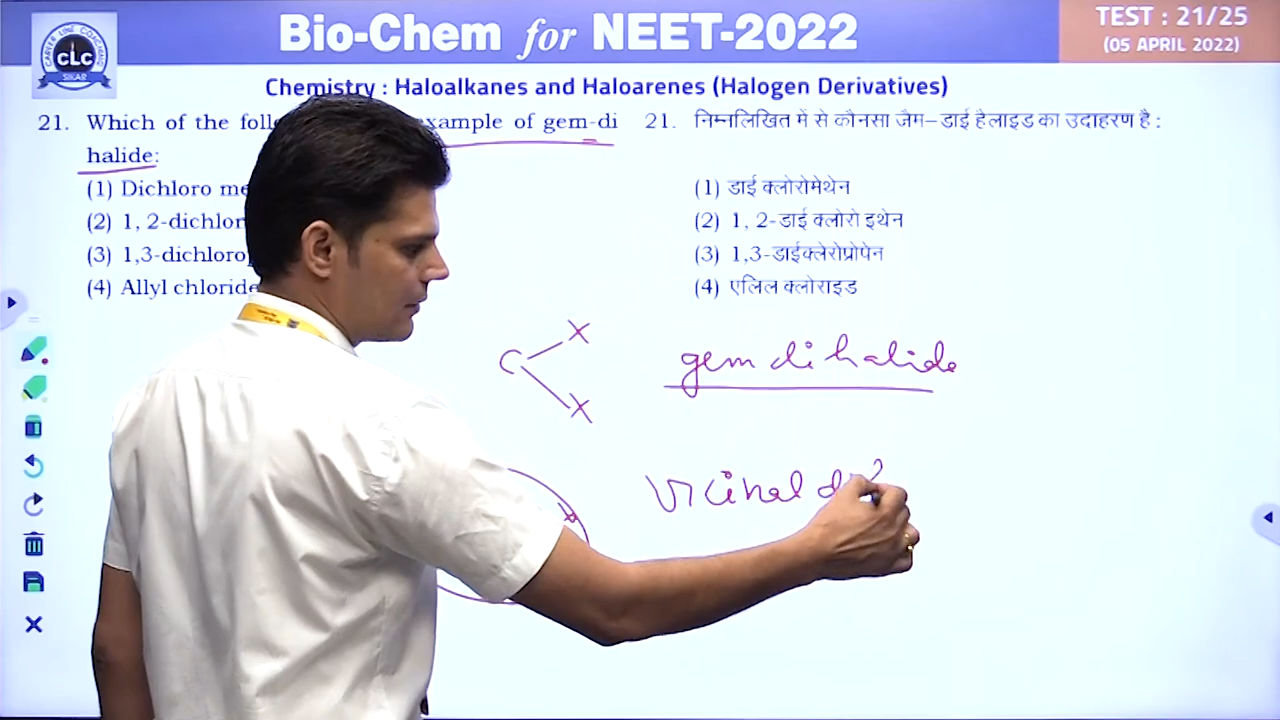 Bio-Chem for NEET-2022
TEST : 21/25
(05 APRIL 2022)
CAREER LINE COACHING
CLC
SIKAR
Chemistry : Haloalkanes and Haloarenes (Halogen Derivatives)
21. Which of the foll xample of gem-di
halide:
(1) Dichloro me
(2) 1, 2-dichlor
(3) 1,3-dichlorop
(4) Allyl chloride
21. निम्नलिखित में से कौनसा जैम–डाई हैलाइड का उदाहरण है :
(1) डाई क्लोरोमेथेन
(2) 1, 2-डाई क्लोरो इथेन
(3) 1,3-डाईक्लेरोप्रोपेन
(4) एलिल क्लोराइड
C X
X
gem di halide
Vicinal di